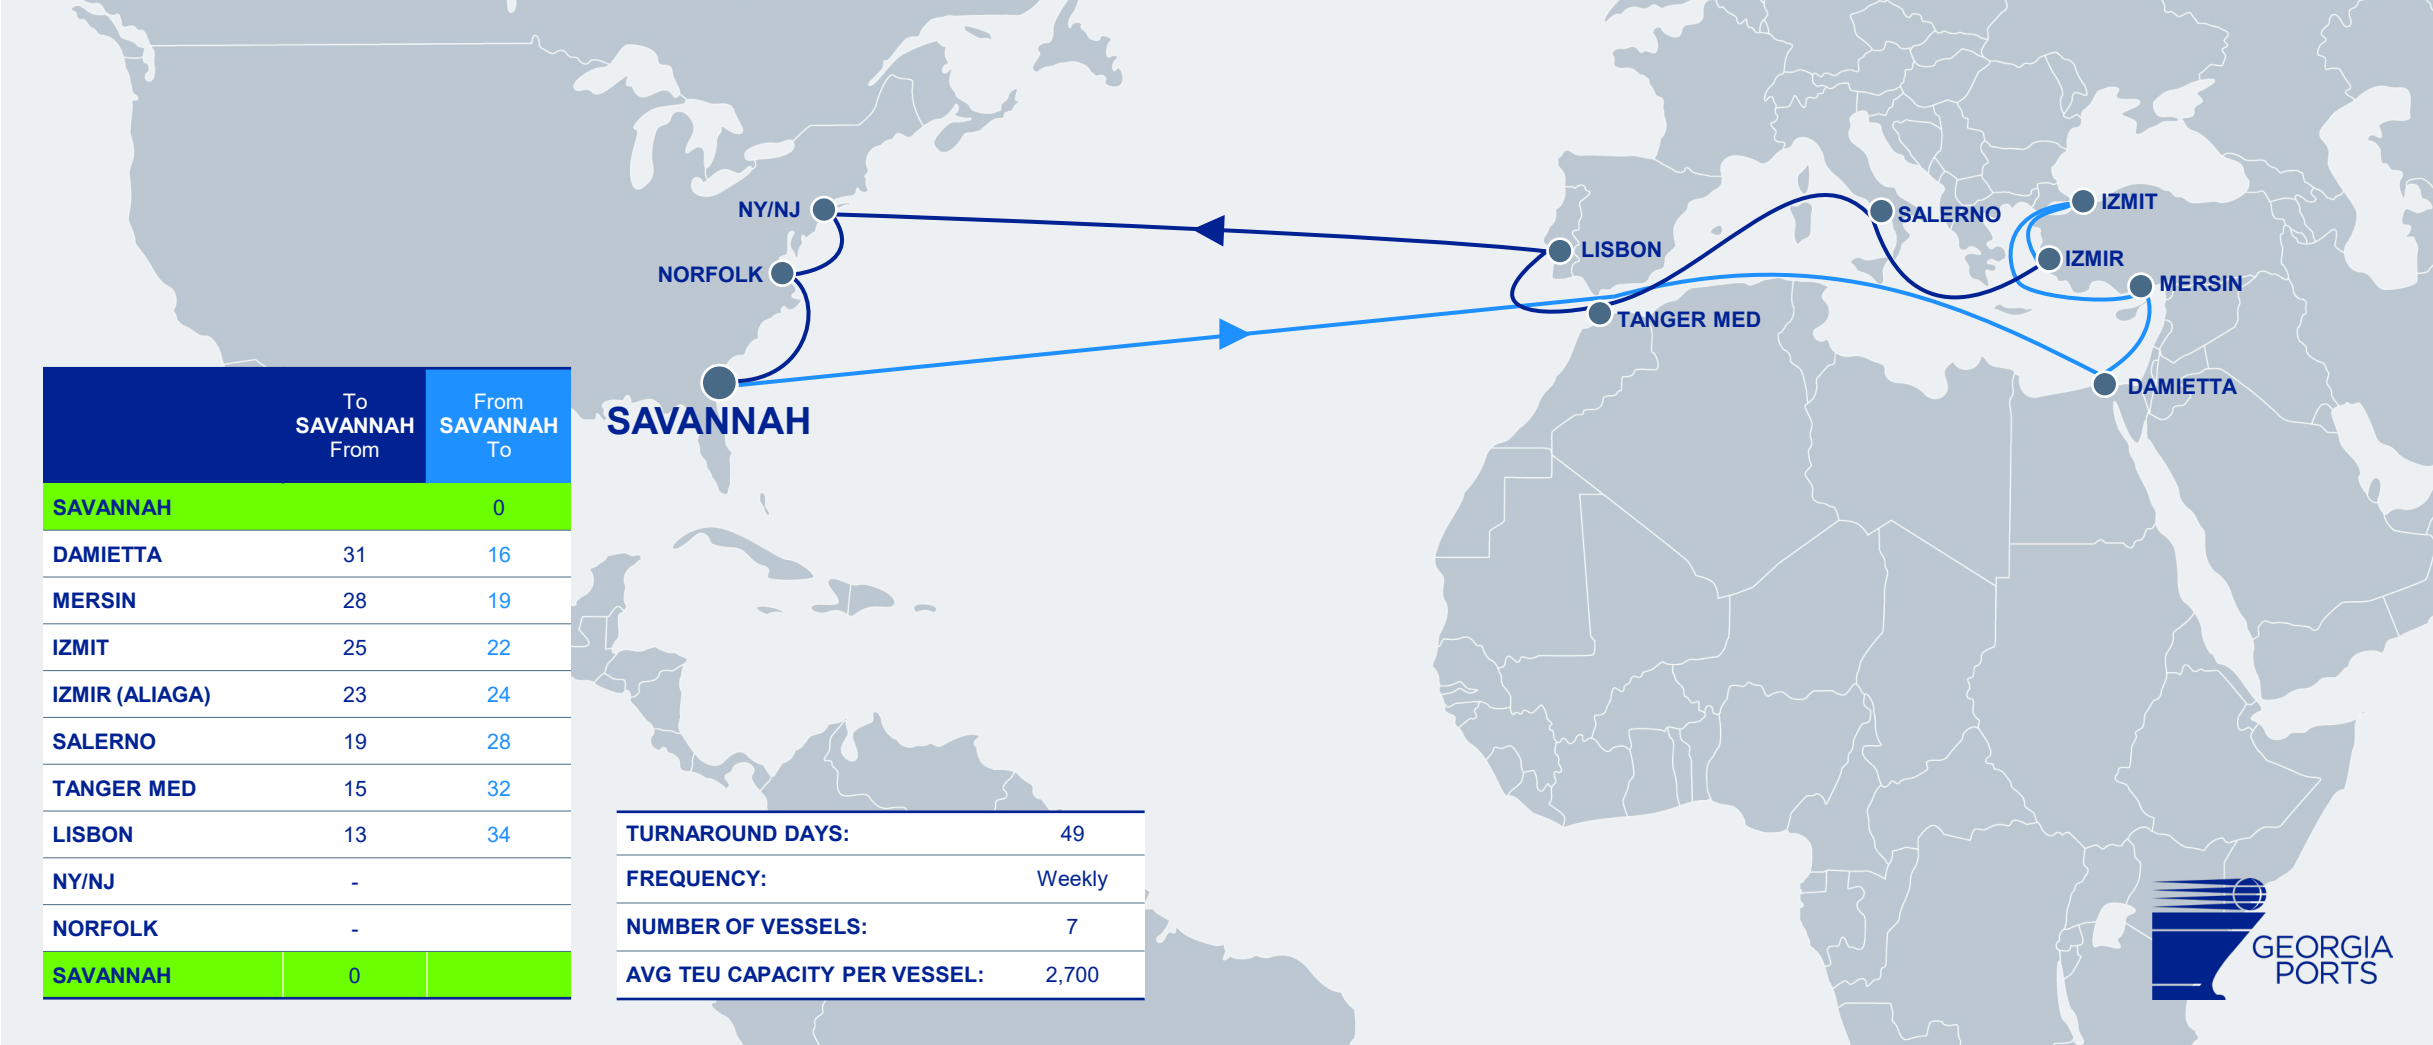 NY/NJ
NORFOLK
SAVANNAH
LISBON
TANGER MED
SALERNO
IZMIT
IZMIR
MERSIN
DAMIETTA
To SAVANNAH From
From SAVANNAH To
SAVANNAH 0
DAMIETTA 31 16
MERSIN 28 19
IZMIT 25 22
IZMIR (ALIAGA) 23 24
SALERNO 19 28
TANGER MED 15 32
LISBON 13 34
NY/NJ -
NORFOLK -
SAVANNAH 0
TURNAROUND DAYS: 49
FREQUENCY: Weekly
NUMBER OF VESSELS: 7
AVG TEU CAPACITY PER VESSEL: 2,700
GEORGIA
PORTS